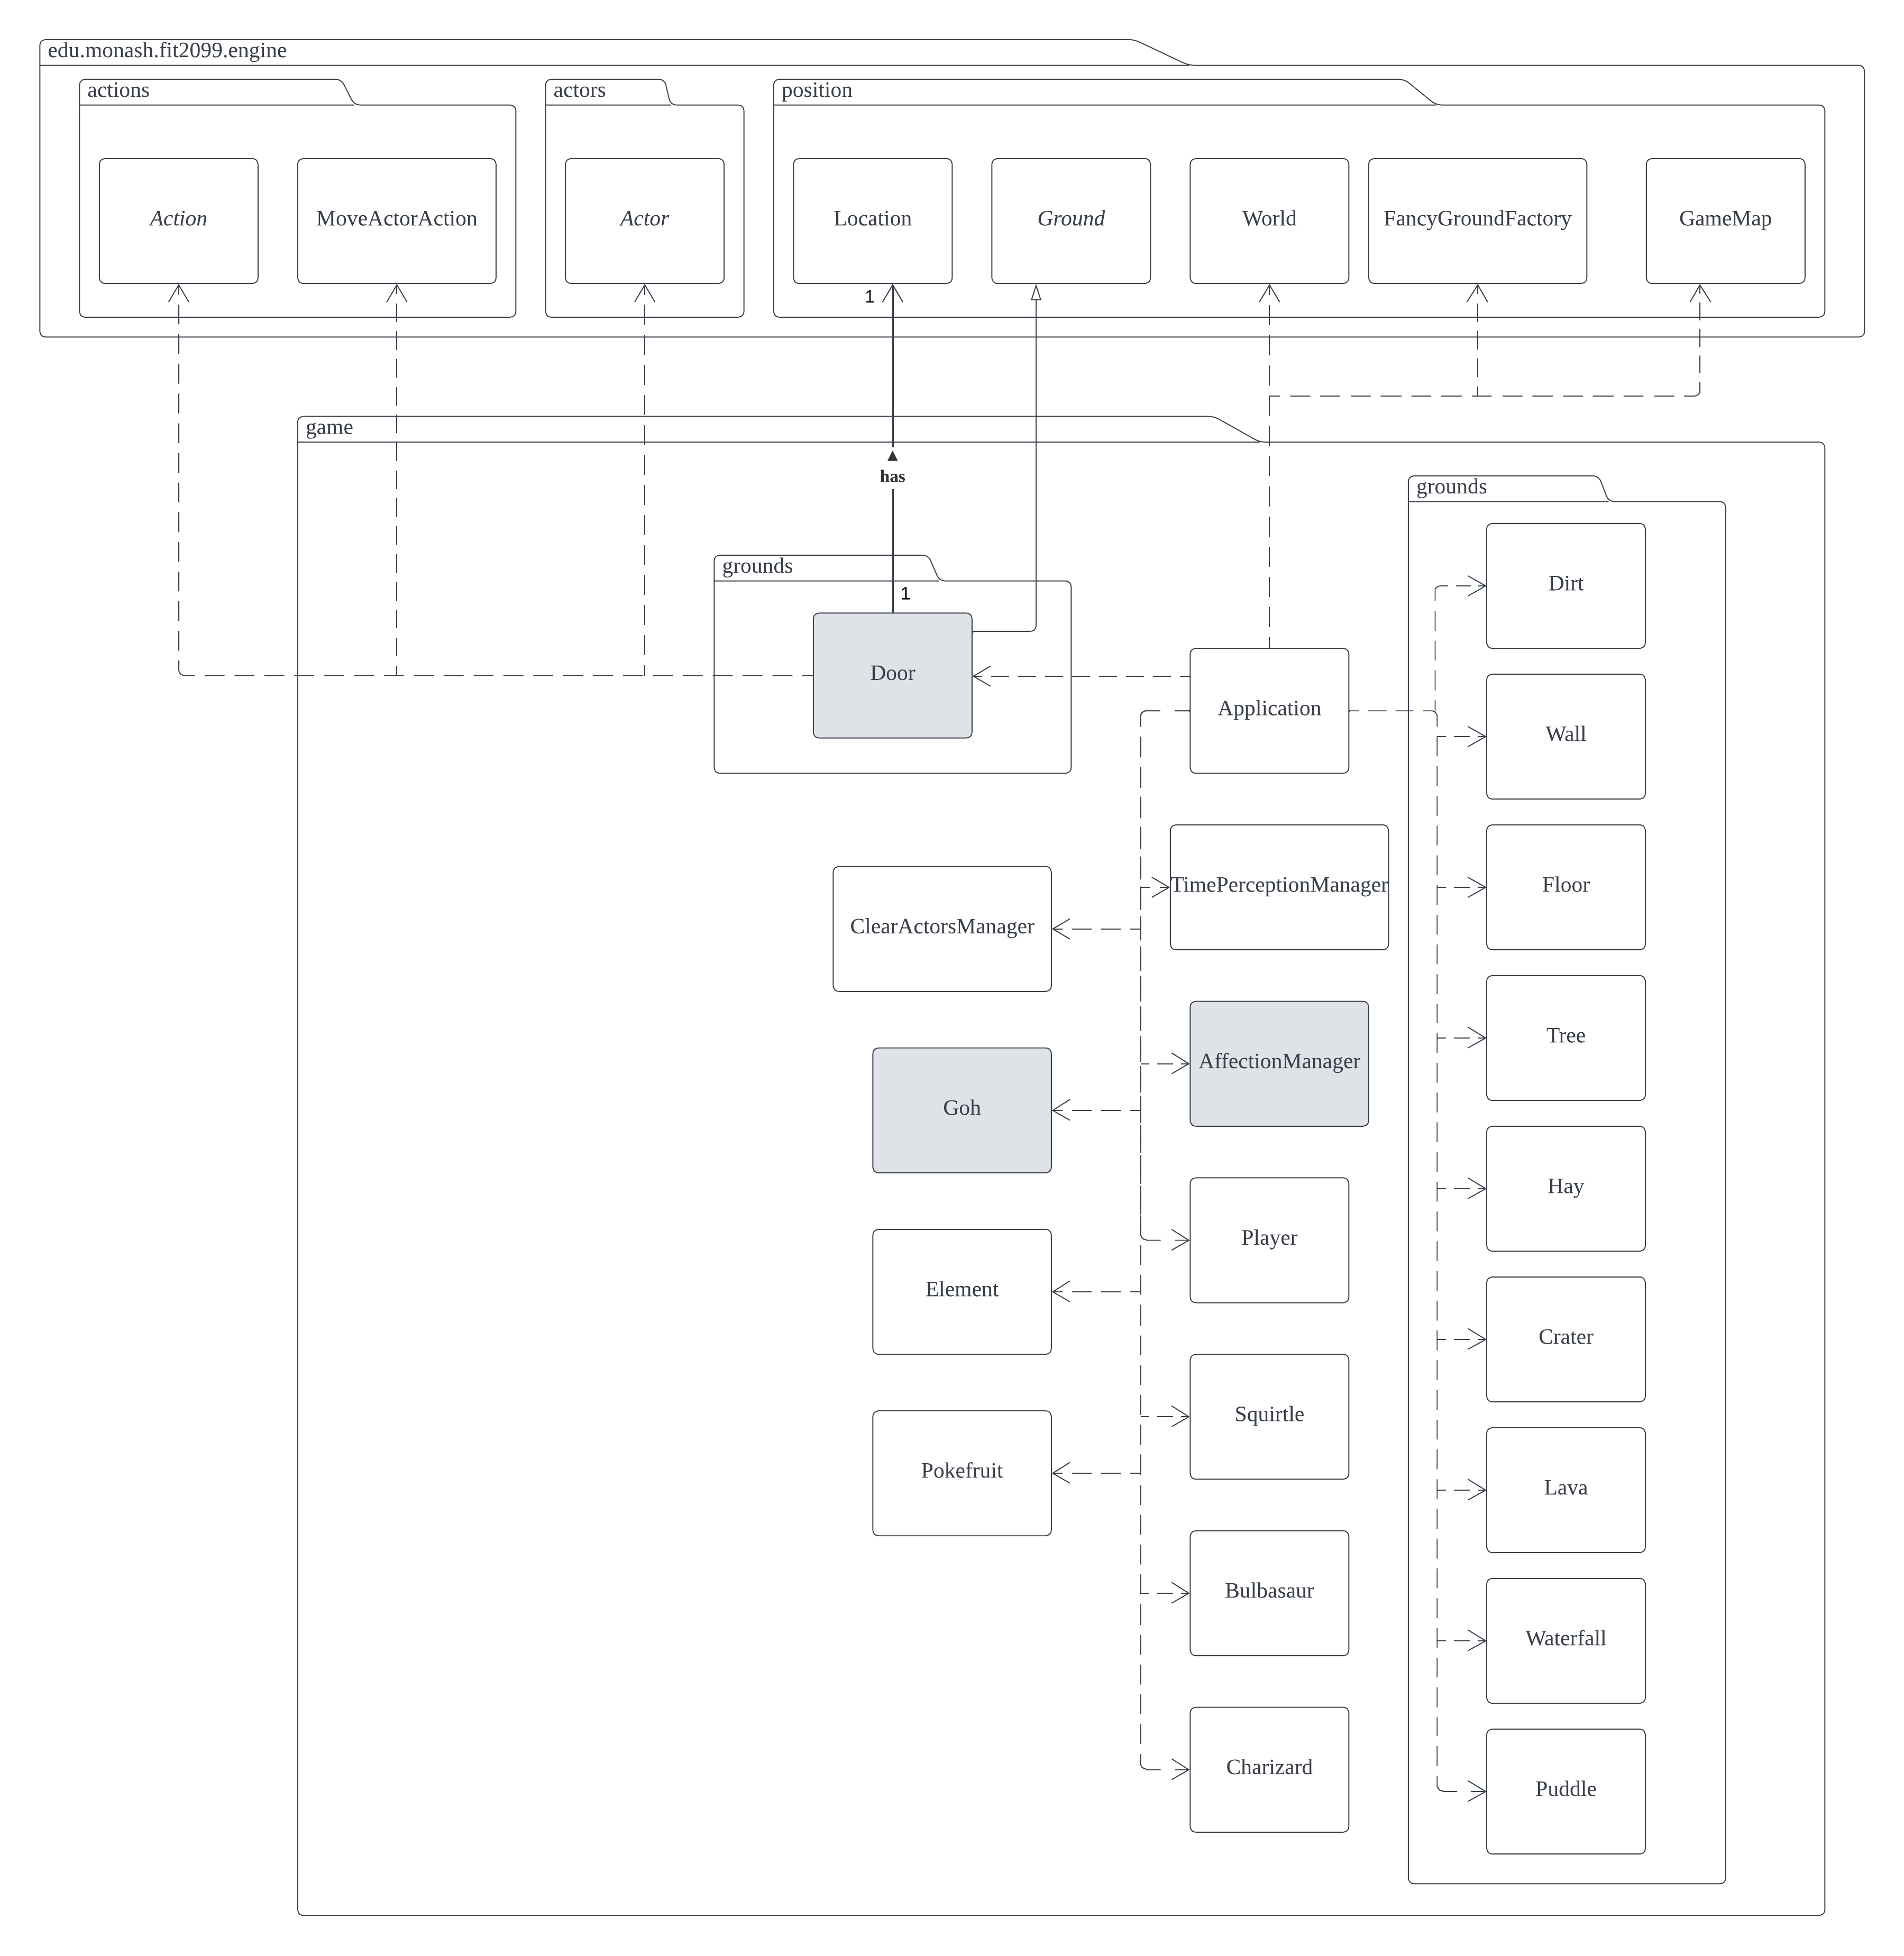 edu.monash.fit2099.engine
actions
actors
position
Action
MoveActorAction
Actor
Location
Ground
World
FancyGroundFactory
GameMap
1
game
has
grounds
grounds
1
Dirt
Door
Application
Wall
TimePerceptionManager
Floor
ClearActorsManager
Tree
AffectionManager
Goh
Hay
Player
Element
Crater
Squirtle
Pokefruit
Lava
Bulbasaur
Waterfall
Charizard
Puddle